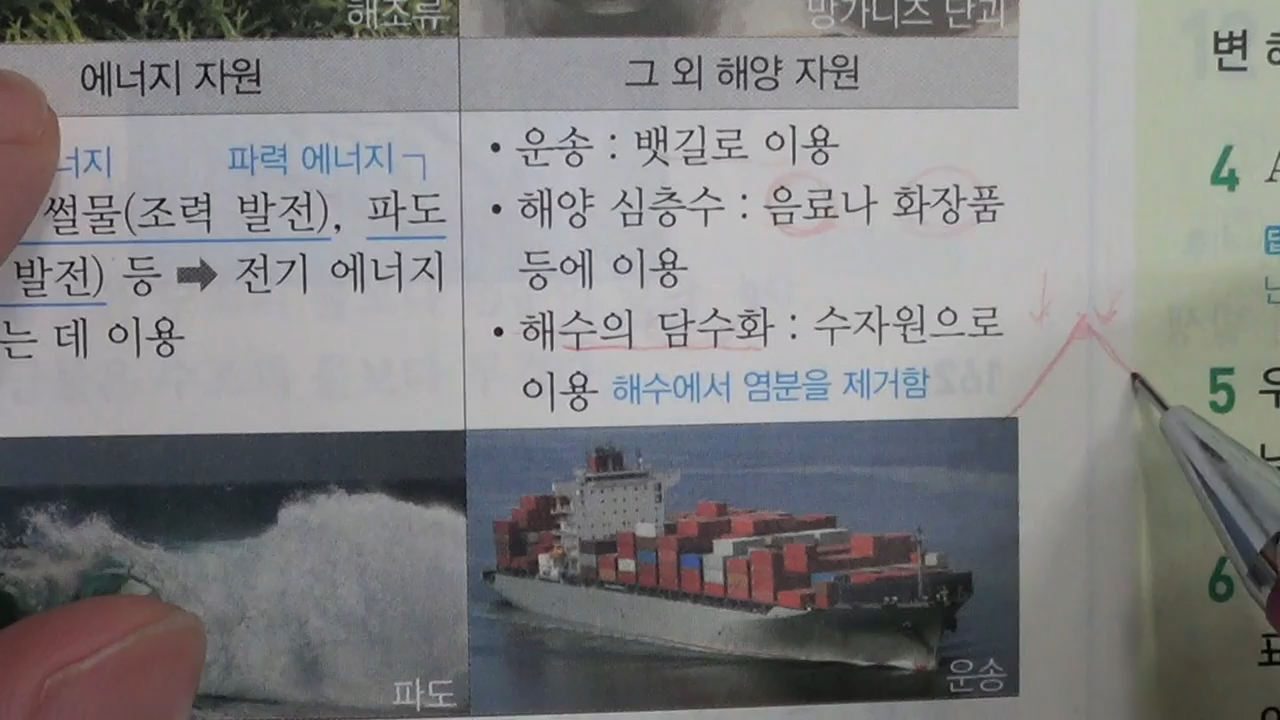 해조류
망가니즈 단괴
에너지 자원
그 외 해양 자원
너지 파력 에너지
썰물(조력 발전), 파도
발전) 등 ➡ 전기 에너지
는 데 이용
• 운송 : 뱃길로 이용
• 해양 심층수 : 음료나 화장품
등에 이용
• 해수의 담수화 : 수자원으로
이용 해수에서 염분을 제거함
파도
운송
변
4
5
6